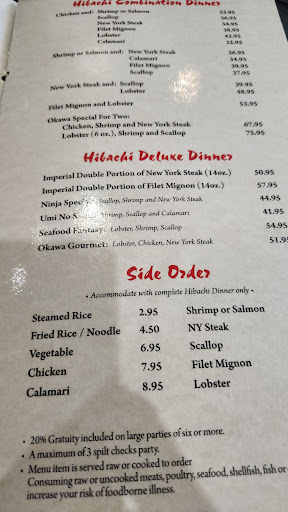 Hibachi Combination Dinner
Chicken and: Shrimp or Salmon 33.95
Scallop 36.95
New York Steak 34.95
Filet Mignon 38.95
Lobster 42.95
Calamari 32.95
Shrimp or Salmon and: New York Steak 36.95
Filet Mignon 39.95
Scallop 37.95
New York Steak and: Scallop 39.95
Lobster 48.95
Filet Mignon and Lobster 53.95
Okawa Special For Two:
Chicken, Shrimp and New York Steak 67.95
Lobster (6 oz.), Shrimp and Scallop 75.95
Hibachi Deluxe Dinner
Imperial Double Portion of New York Steak (14oz.) 50.95
Imperial Double Portion of Filet Mignon (14oz.) 57.95
Ninja Special: Scallop, Shrimp and New York Steak 44.95
Umi No Shrimp, Scallop and Calamari 41.95
Seafood Fantasy: Lobster, Shrimp, Scallop 54.95
Okawa Gourmet: Lobster, Chicken, New York Steak
Side Order
• Accommodate with complete Hibachi Dinner only •
Steamed Rice 2.95 Shrimp or Salmon
Fried Rice / Noodle 4.50 NY Steak
Vegetable 6.95 Scallop
Chicken 7.95 Filet Mignon
Calamari 8.95 Lobster
• 20% Gratuity included on large parties of six or more.
• A maximum of 3 spilt checks party.
• Menu item is served raw or cooked to order
Consuming raw or uncooked meats, poultry, seafood, shellfish, fish or
increase your risk of foodborne illness.